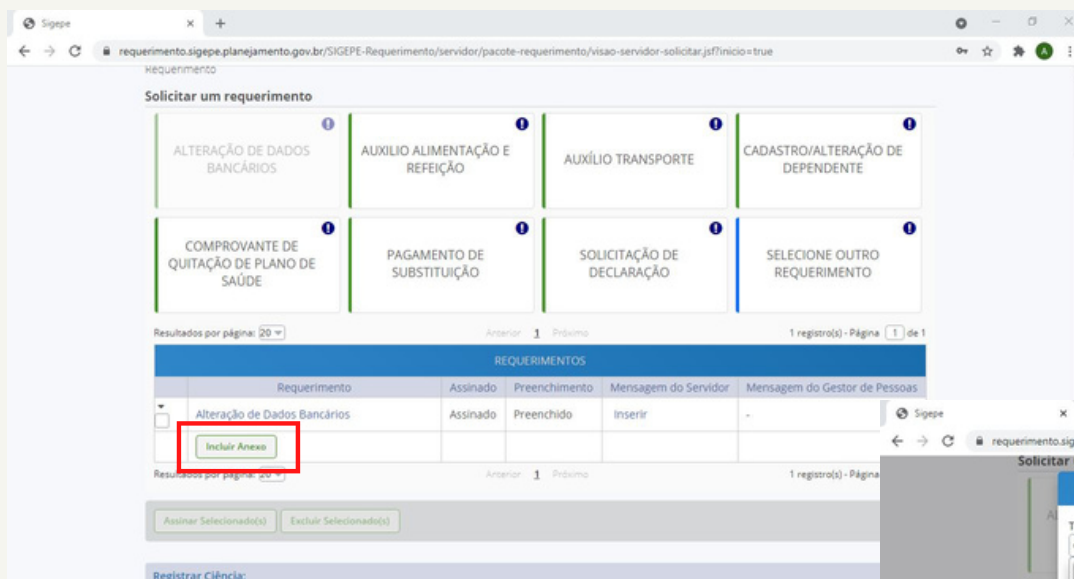 Sigepe
requerimento.sigepe.planejamento.gov.br/SIGEPE-Requerimento/servidor/pacote-requerimento/visao-servidor-solicitar.jsf?inicio=true
A
Requerimento
Solicitar um requerimento
ALTERAÇÃO DE DADOS
BANCÁRIOS
AUXILIO ALIMENTAÇÃO E
REFEIÇÃO
AUXÍLIO TRANSPORTE
CADASTRO/ALTERAÇÃO DE
DEPENDENTE
COMPROVANTE DE
QUITAÇÃO DE PLANO DE
SAÚDE
PAGAMENTO DE
SUBSTITUIÇÃO
SOLICITAÇÃO DE
DECLARAÇÃO
SELECIONE OUTRO
REQUERIMENTO
Resultados por página: 20 Anterior 1 Próximo 1 registro(s) - Página 1 de 1
REQUERIMENTOS
Requerimento Assinado Preenchimento Mensagem do Servidor Mensagem do Gestor de Pessoas
Alteração de Dados Bancários Assinado Preenchido Inserir -
Incluir Anexo
Resultados por página: 20 Anterior 1 Próximo 1 registro(s) - Página
Assinar Selecionado(s) Excluir Selecionado(s)
Registrar Ciência:
Sigepe
requerimento.sig
Solicitar